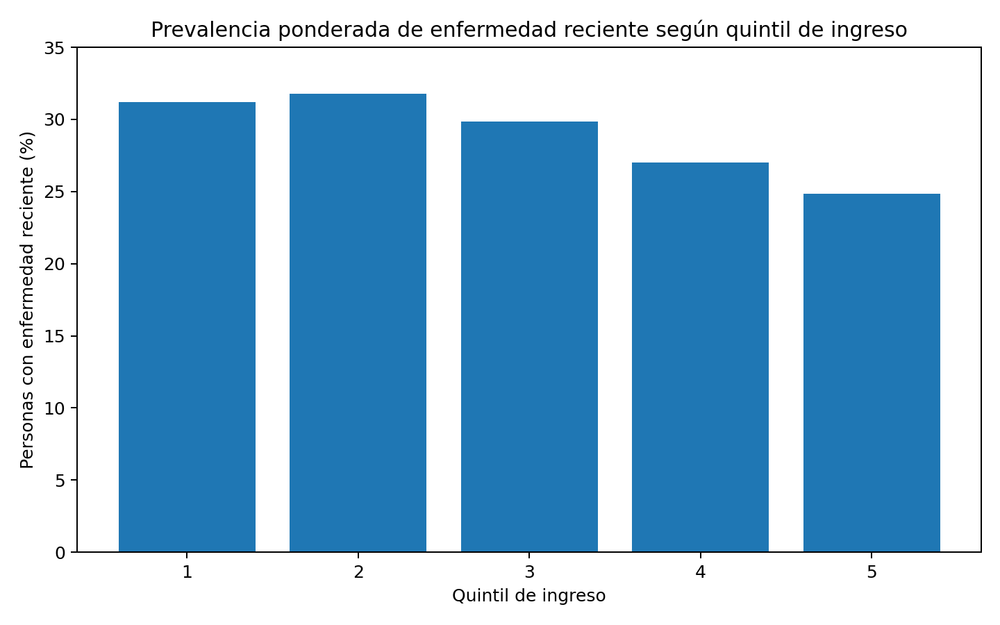 Prevalencia ponderada de enfermedad reciente según quintil de ingreso
Personas con enfermedad reciente (%)
35
30
25
20
15
10
5
0
1 2 3 4 5
Quintil de ingreso